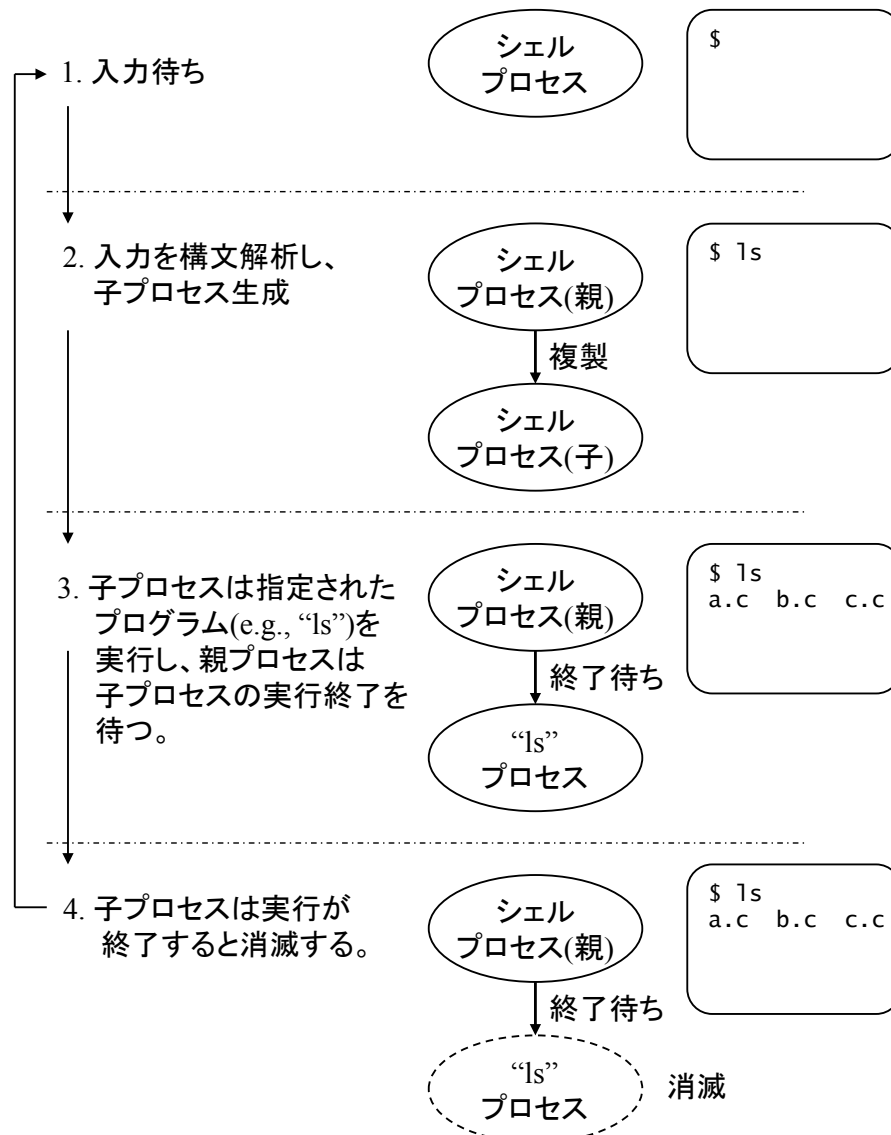 1. 入力待ち
シェル
プロセス
$
2. 入力を構文解析し、
子プロセス生成
シェル
プロセス(親)
複製
シェル
プロセス(子)
$ ls
3. 子プロセスは指定された
プログラム(e.g., “ls”)を
実行し、親プロセスは
子プロセスの実行終了を
待つ。
シェル
プロセス(親)
終了待ち
“ls”
プロセス
$ ls
a.c b.c c.c
4. 子プロセスは実行が
終了すると消滅する。
シェル
プロセス(親)
終了待ち
“ls”
プロセス
消滅
$ ls
a.c b.c c.c